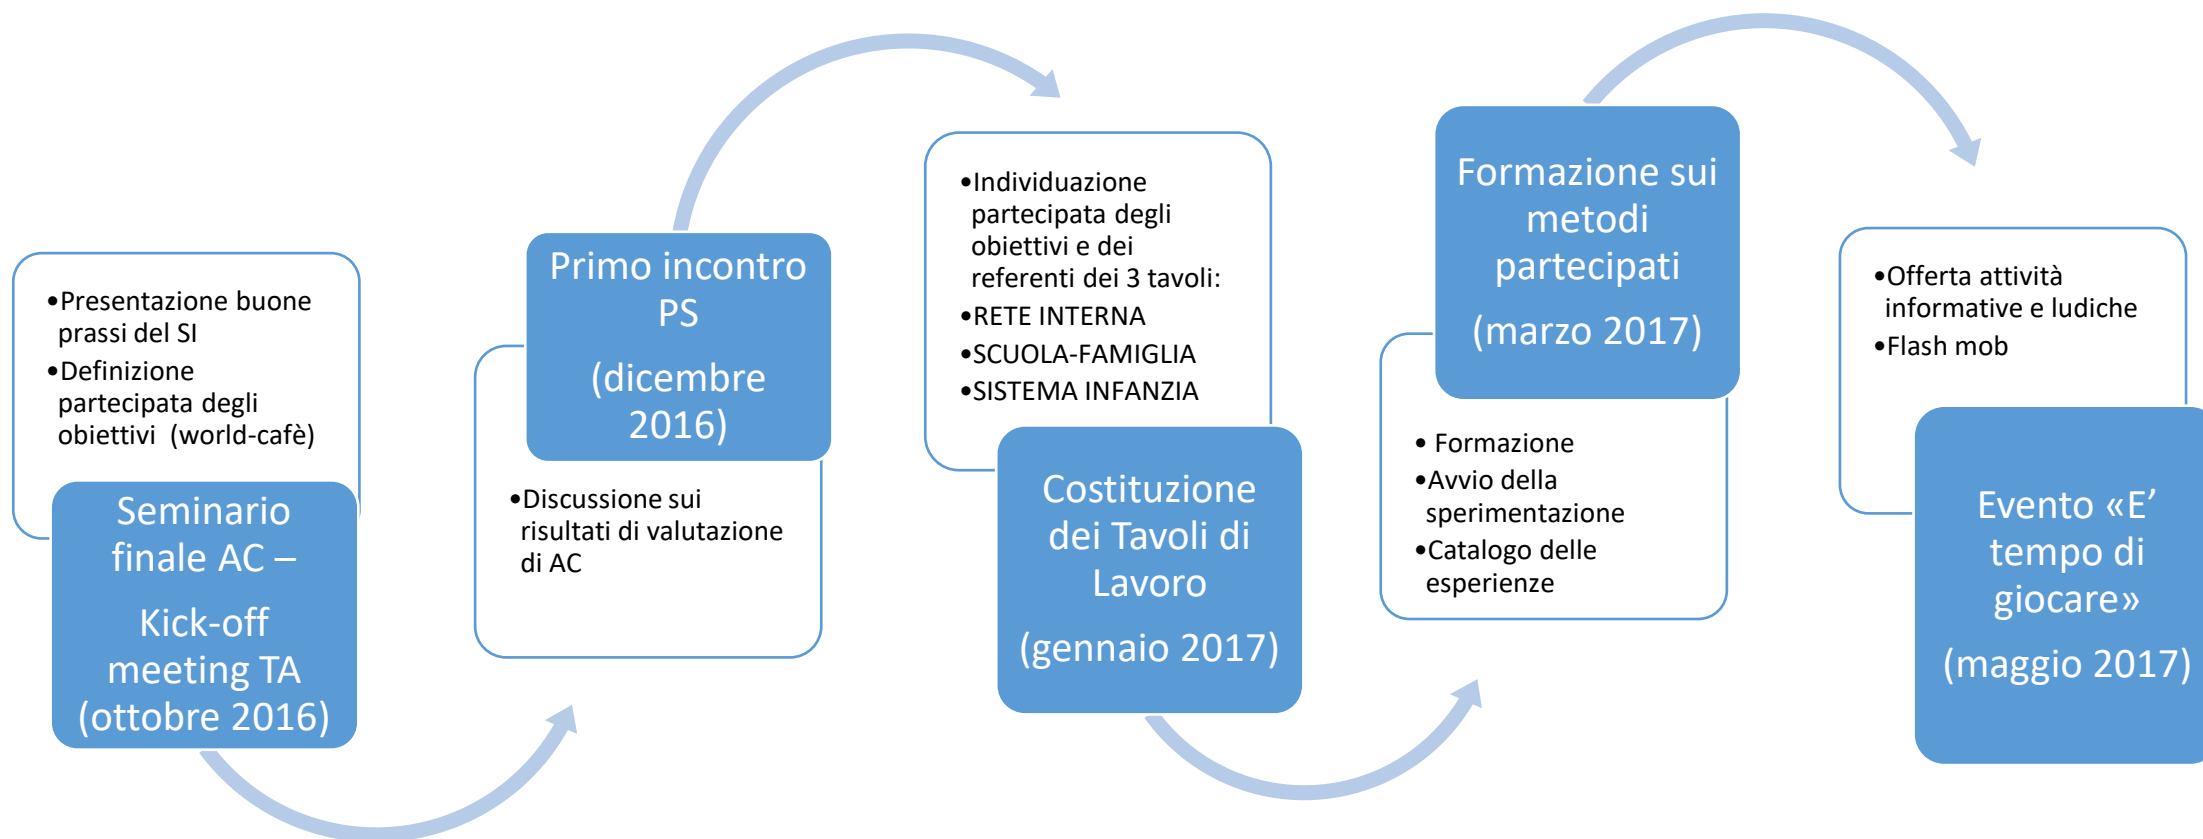 •Presentazione buone
prassi del SI
•Definizione
partecipata degli
obiettivi (world-cafè)
Seminario
finale AC –
Kick-off
meeting TA
(ottobre 2016)
Primo incontro
PS
(dicembre
2016)
•Discussione sui
risultati di valutazione
di AC
•Individuazione
partecipata degli
obiettivi e dei
referenti dei 3 tavoli:
•RETE INTERNA
•SCUOLA-FAMIGLIA
•SISTEMA INFANZIA
Costituzione
dei Tavoli di
Lavoro
(gennaio 2017)
Formazione sui
metodi
partecipati
(marzo 2017)
• Formazione
•Avvio della
sperimentazione
•Catalogo delle
esperienze
•Offerta attività
informative e ludiche
•Flash mob
Evento «E’
tempo di
giocare»
(maggio 2017)